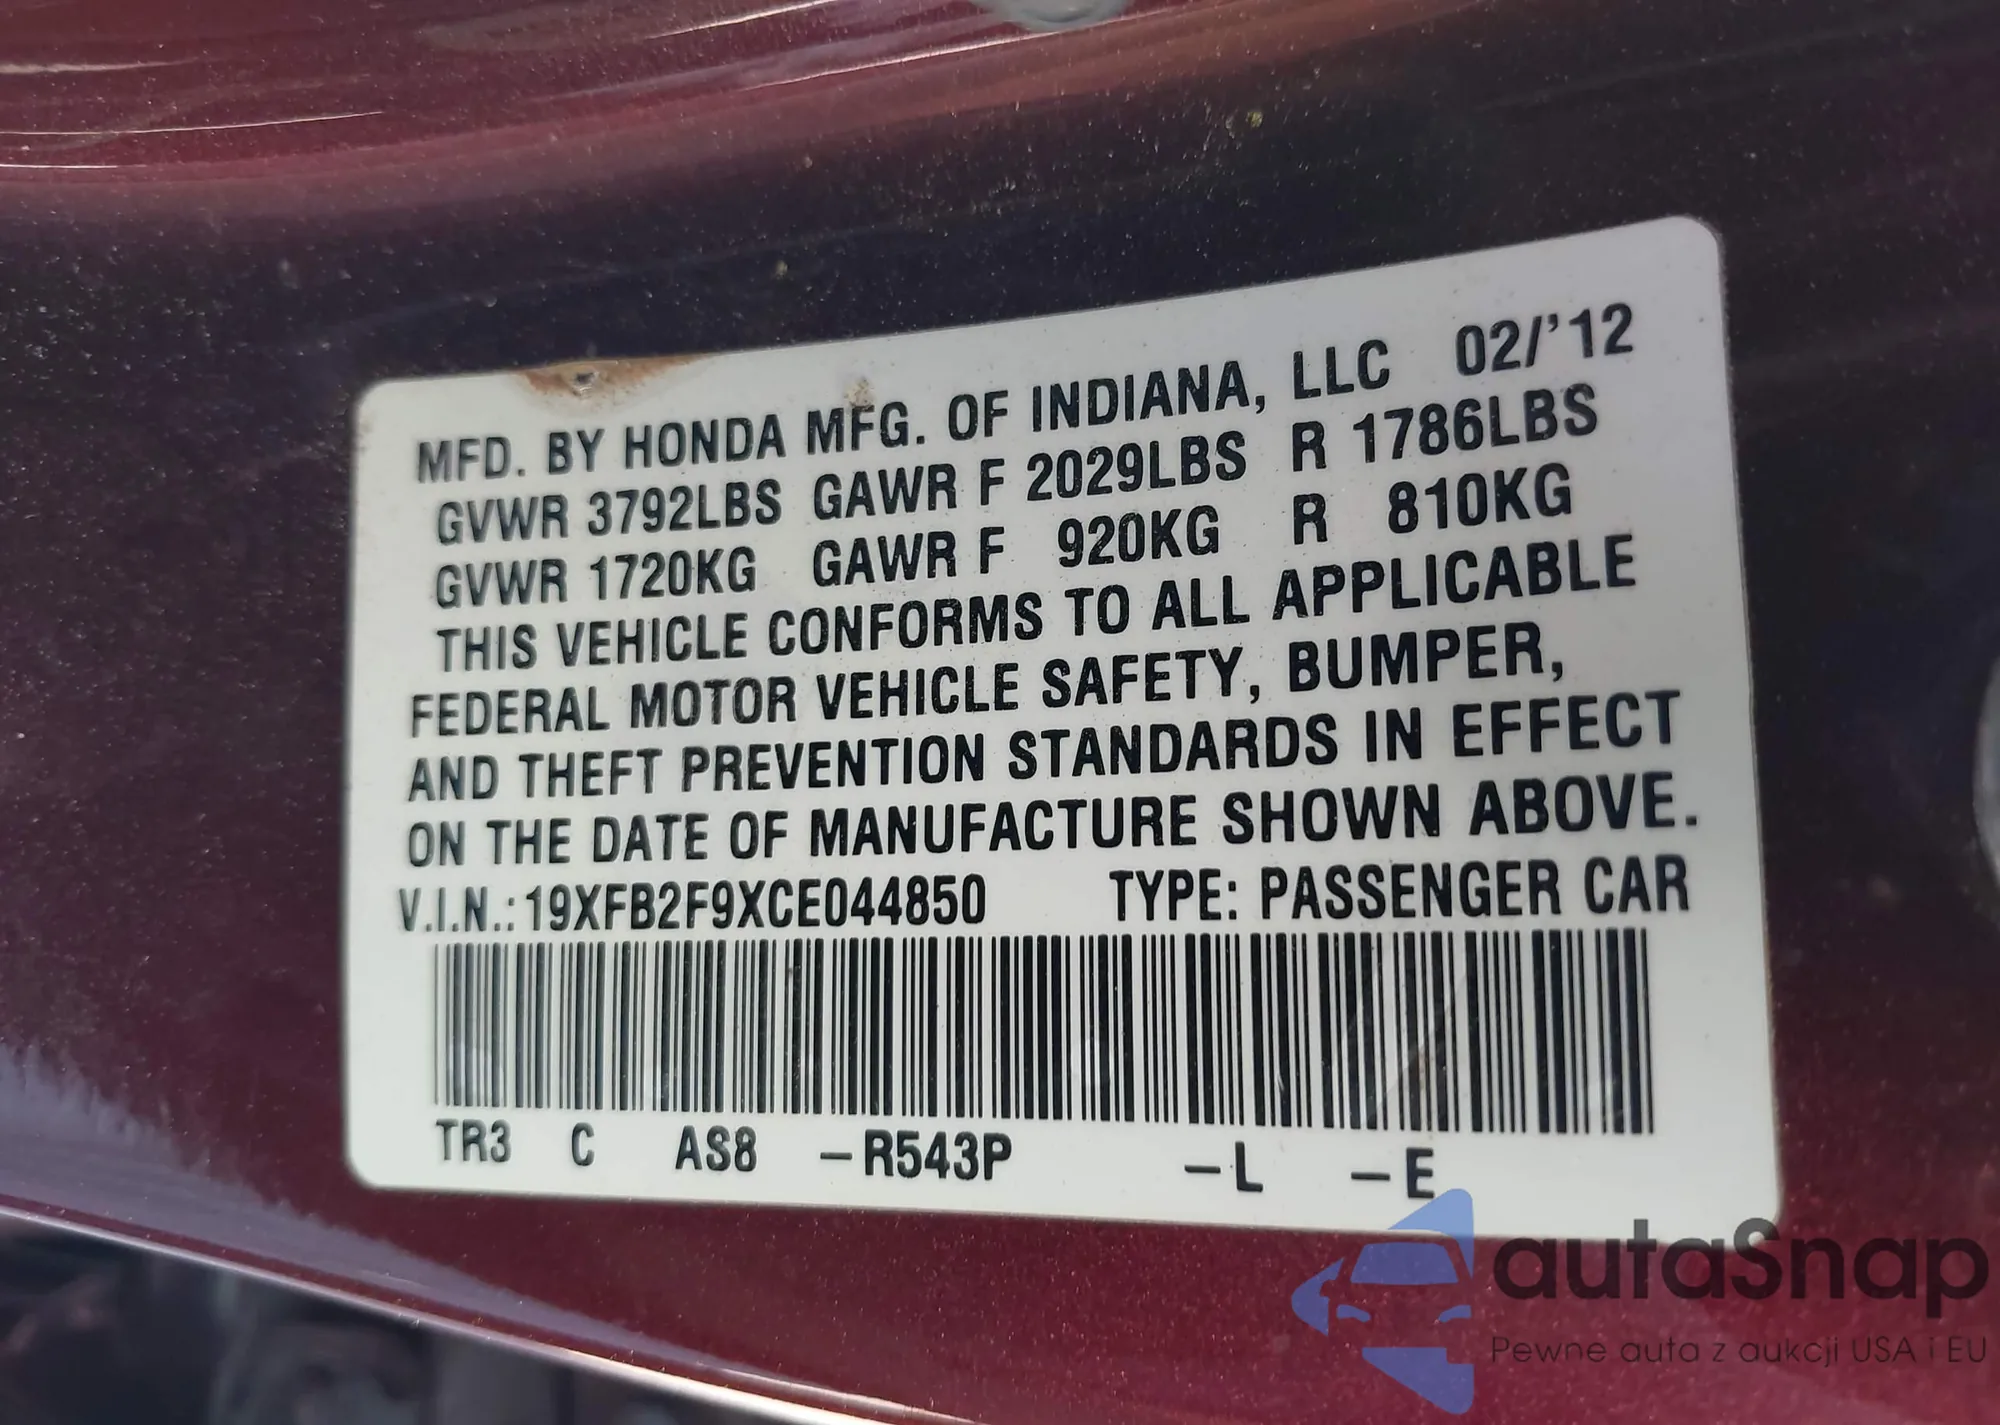 MFD. BY HONDA MFG. OF INDIANA, LLC 02/'12
GVWR 3792LBS GAWR F 2029LBS R 1786LBS
GVWR 1720KG GAWR F 920KG R 810KG
THIS VEHICLE CONFORMS TO ALL APPLICABLE
FEDERAL MOTOR VEHICLE SAFETY, BUMPER,
AND THEFT PREVENTION STANDARDS IN EFFECT
ON THE DATE OF MANUFACTURE SHOWN ABOVE.
V.I.N.: 19XFB2F9XCE044850 TYPE: PASSENGER CAR
TR3 C AS8 –R543P –L –E
autaSnap
Pewne auta z aukcji USA i EU